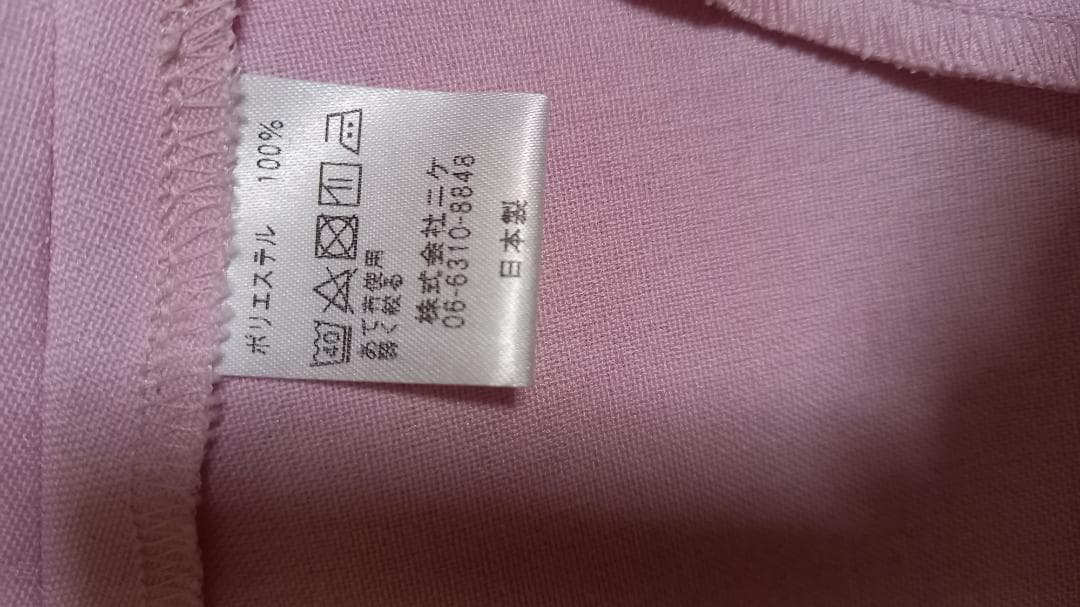 ポリエステル 100%
40
あて布使用
弱く絞る
株式会社ニケ
06-6310-8848
日本製